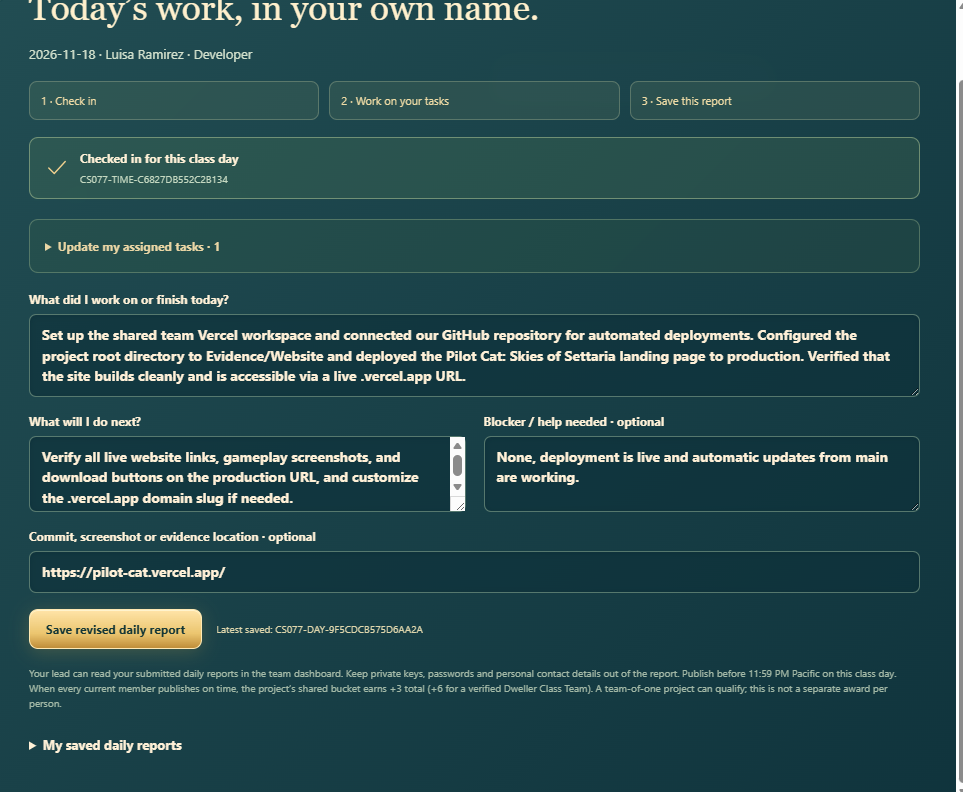 Today's work, in your own name.
2026-11-18 · Luisa Ramirez · Developer
1 · Check in
2 · Work on your tasks
3 · Save this report
Checked in for this class day
CS077-TIME-C6827DB552C2B134
Update my assigned tasks · 1
What did I work on or finish today?
Set up the shared team Vercel workspace and connected our GitHub repository for automated deployments. Configured the
project root directory to Evidence/Website and deployed the Pilot Cat: Skies of Settaria landing page to production. Verified that
the site builds cleanly and is accessible via a live .vercel.app URL.
What will I do next?
Verify all live website links, gameplay screenshots, and
download buttons on the production URL, and customize
the .vercel.app domain slug if needed.
Blocker / help needed · optional
None, deployment is live and automatic updates from main
are working.
Commit, screenshot or evidence location · optional
https://pilot-cat.vercel.app/
Save revised daily report
Latest saved: CS077-DAY-9F5CDCB575D6AA2A
Your lead can read your submitted daily reports in the team dashboard. Keep private keys, passwords and personal contact details out of the report. Publish before 11:59 PM Pacific on this class day.
When every current member publishes on time, the project's shared bucket earns +3 total (+6 for a verified Dweller Class Team). A team-of-one project can qualify; this is not a separate award per
person.
My saved daily reports